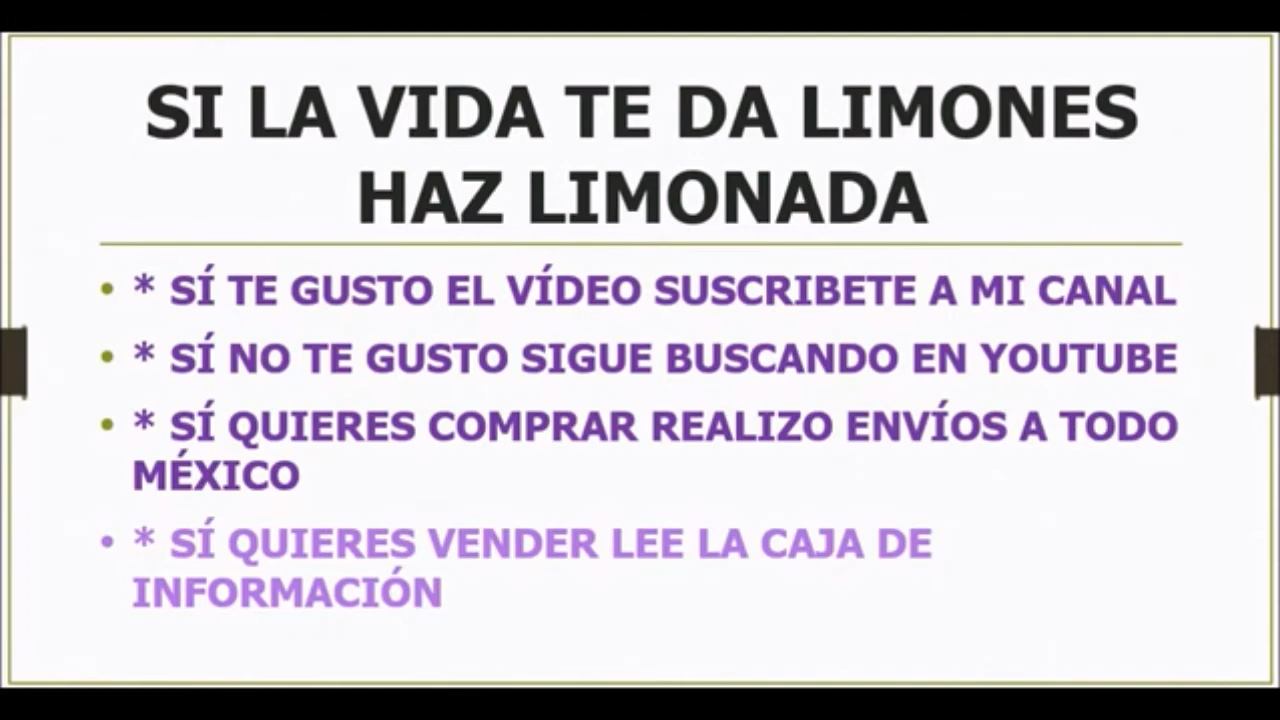 SI LA VIDA TE DA LIMONES
HAZ LIMONADA
• * SÍ TE GUSTO EL VÍDEO SUSCRIBETE A MI CANAL
• * SÍ NO TE GUSTO SIGUE BUSCANDO EN YOUTUBE
• * SÍ QUIERES COMPRAR REALIZO ENVÍOS A TODO
MÉXICO
• * SÍ QUIERES VENDER LEE LA CAJA DE
INFORMACIÓN